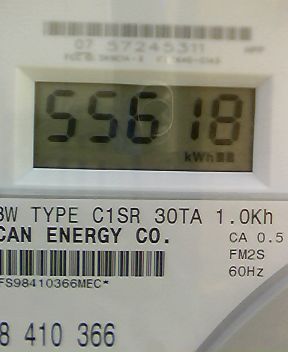 07 57245311
55618
kWh
3W TYPE C1SR 30TA 1.0Kh
CAN ENERGY CO. CA 0.5
FM2S
FS98410366MEC* 60Hz
8 410 366